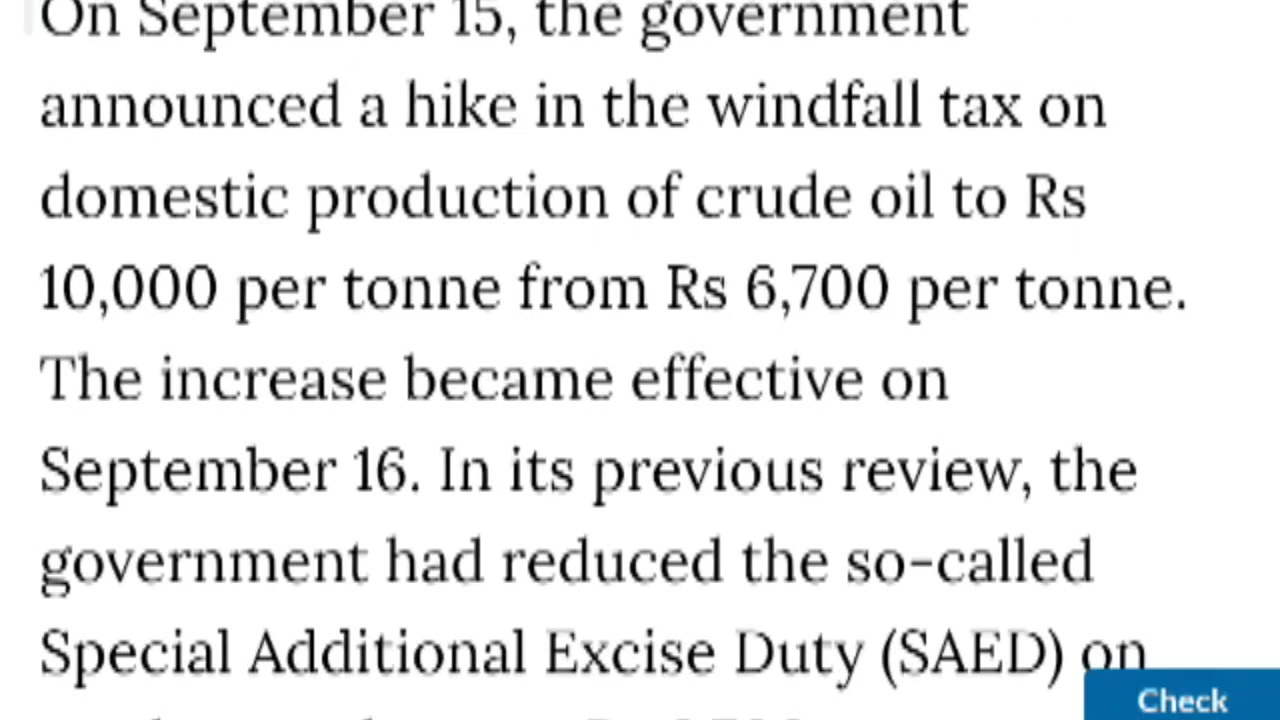 On September 15, the government
announced a hike in the windfall tax on
domestic production of crude oil to Rs
10,000 per tonne from Rs 6,700 per tonne.
The increase became effective on
September 16. In its previous review, the
government had reduced the so-called
Special Additional Excise Duty (SAED) on
Check